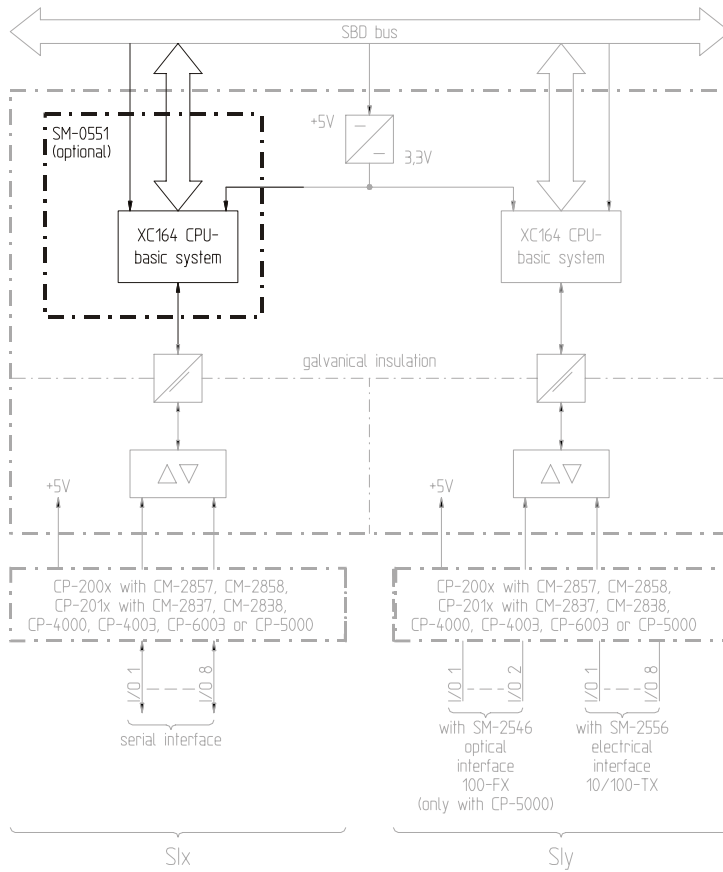 SBD bus
SM-0551
(optional)
+5V
3,3V
XC164 CPU-
basic system
XC164 CPU-
basic system
galvanical insulation
+5V
+5V
CP-200x with CM-2857, CM-2858,
CP-201x with CM-2837, CM-2838,
CP-4000, CP-4003, CP-6003 or CP-5000
CP-200x with CM-2857, CM-2858,
CP-201x with CM-2837, CM-2838,
CP-4000, CP-4003, CP-6003 or CP-5000
I/O 1
I/O 8
I/O 1
I/O 2
I/O 1
I/O 8
serial interface
with SM-2546
optical
interface
100-FX
(only with CP-5000)
with SM-2556
electrical
interface
10/100-TX
SIx
SIy